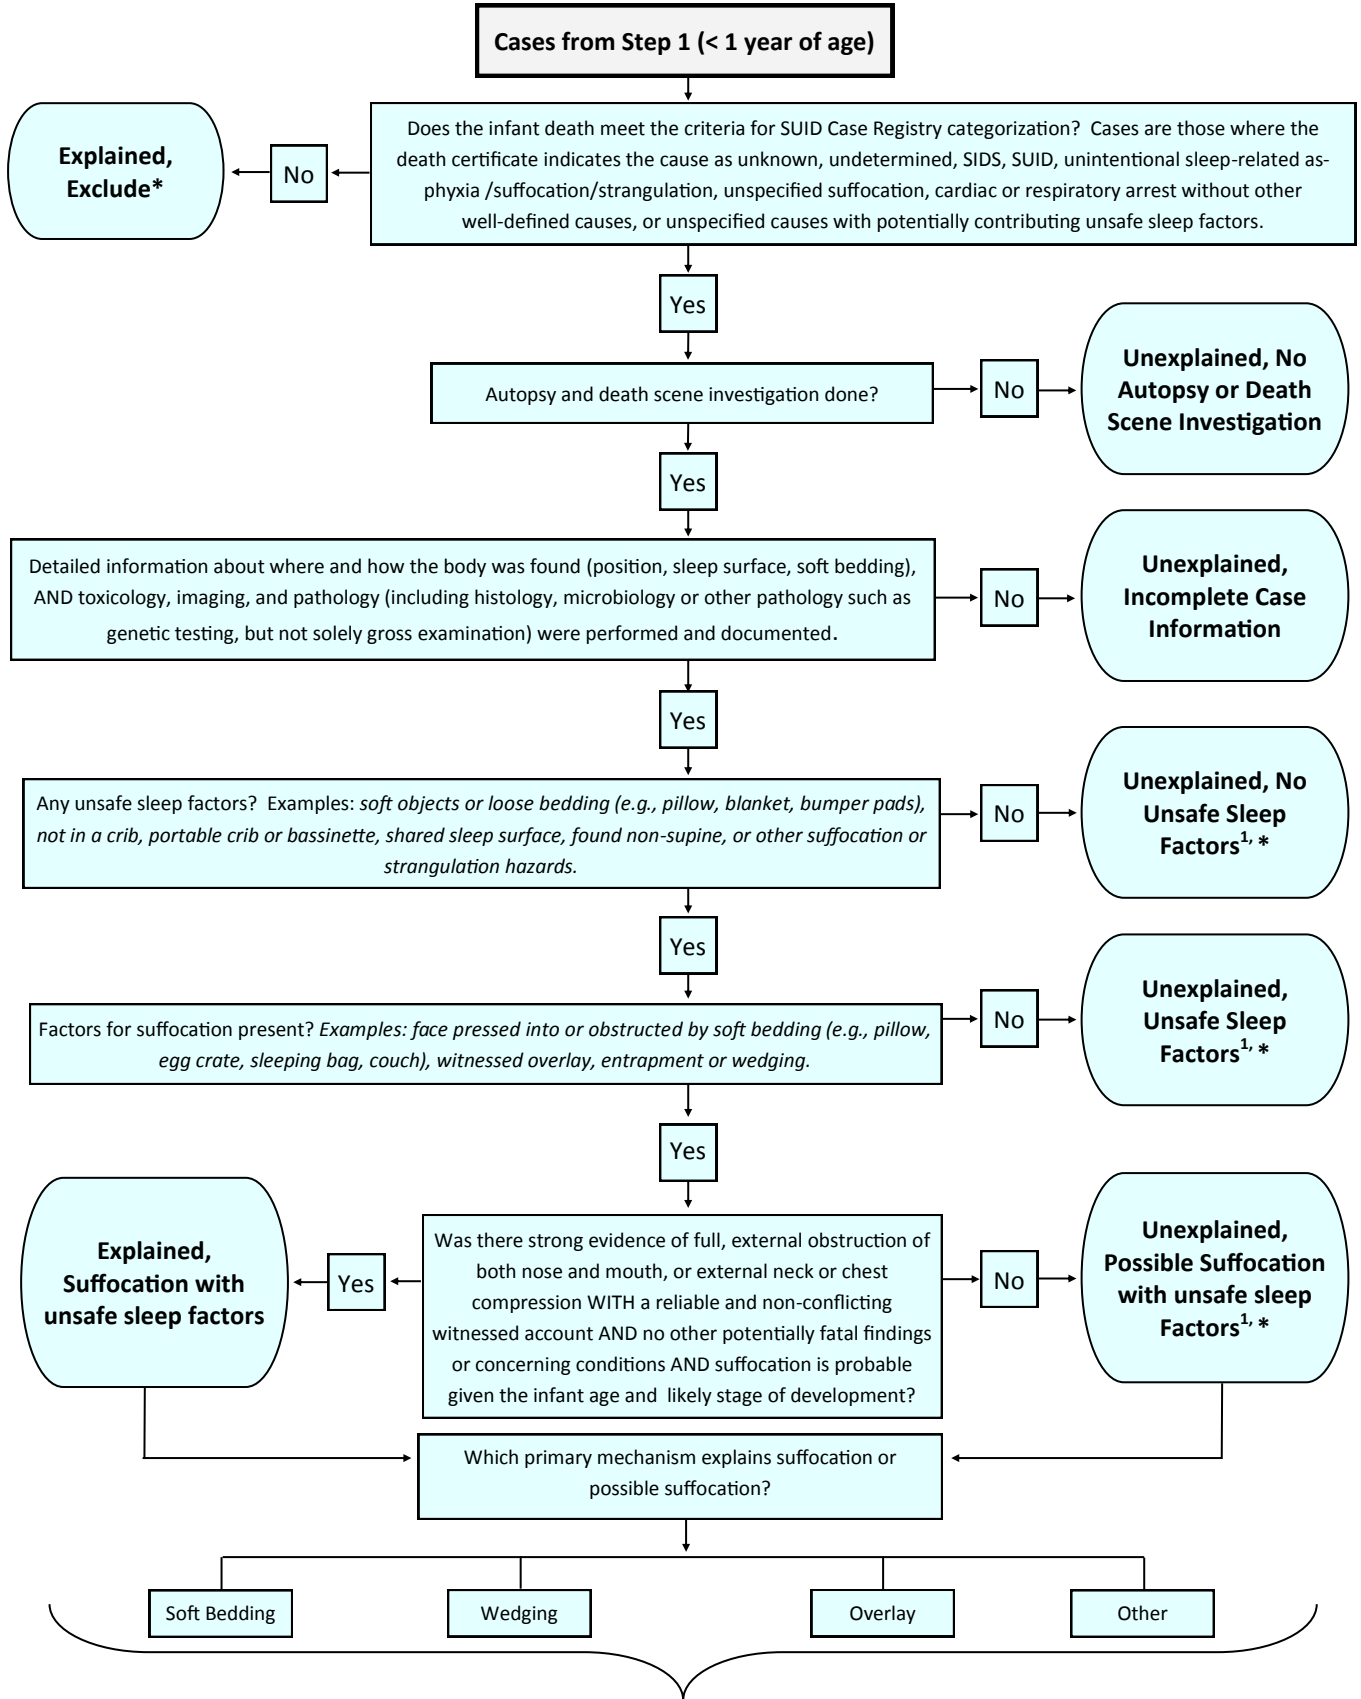 Cases from Step 1 (< 1 year of age)
Does the infant death meet the criteria for SUID Case Registry categorization?  Cases are those where the
death certificate indicates the cause as unknown, undetermined, SIDS, SUID, unintentional sleep-related as-
phyxia /suffocation/strangulation, unspecified suffocation, cardiac or respiratory arrest without other
well-defined causes, or unspecified causes with potentially contributing unsafe sleep factors.
No
Explained,
Exclude*
Yes
Autopsy and death scene investigation done?
No
Unexplained, No
Autopsy or Death
Scene Investigation
Yes
Detailed information about where and how the body was found (position, sleep surface, soft bedding),
AND toxicology, imaging, and pathology (including histology, microbiology or other pathology such as
genetic testing, but not solely gross examination) were performed and documented.
No
Unexplained,
Incomplete Case
Information
Yes
Any unsafe sleep factors?  Examples: soft objects or loose bedding (e.g., pillow, blanket, bumper pads),
not in a crib, portable crib or bassinette, shared sleep surface, found non-supine, or other suffocation or
strangulation hazards.
No
Unexplained, No
Unsafe Sleep
Factors1, *
Yes
Factors for suffocation present? Examples: face pressed into or obstructed by soft bedding (e.g., pillow,
egg crate, sleeping bag, couch), witnessed overlay, entrapment or wedging.
No
Unexplained,
Unsafe Sleep
Factors1, *
Yes
Was there strong evidence of full, external obstruction of
both nose and mouth, or external neck or chest
compression WITH a reliable and non-conflicting
witnessed account AND no other potentially fatal findings
or concerning conditions AND suffocation is probable
given the infant age and  likely stage of development?
Yes
Explained,
Suffocation with
unsafe sleep factors
No
Unexplained,
Possible Suffocation
with unsafe sleep
Factors1, *
Which primary mechanism explains suffocation or
possible suffocation?
Soft Bedding
Wedging
Overlay
Other